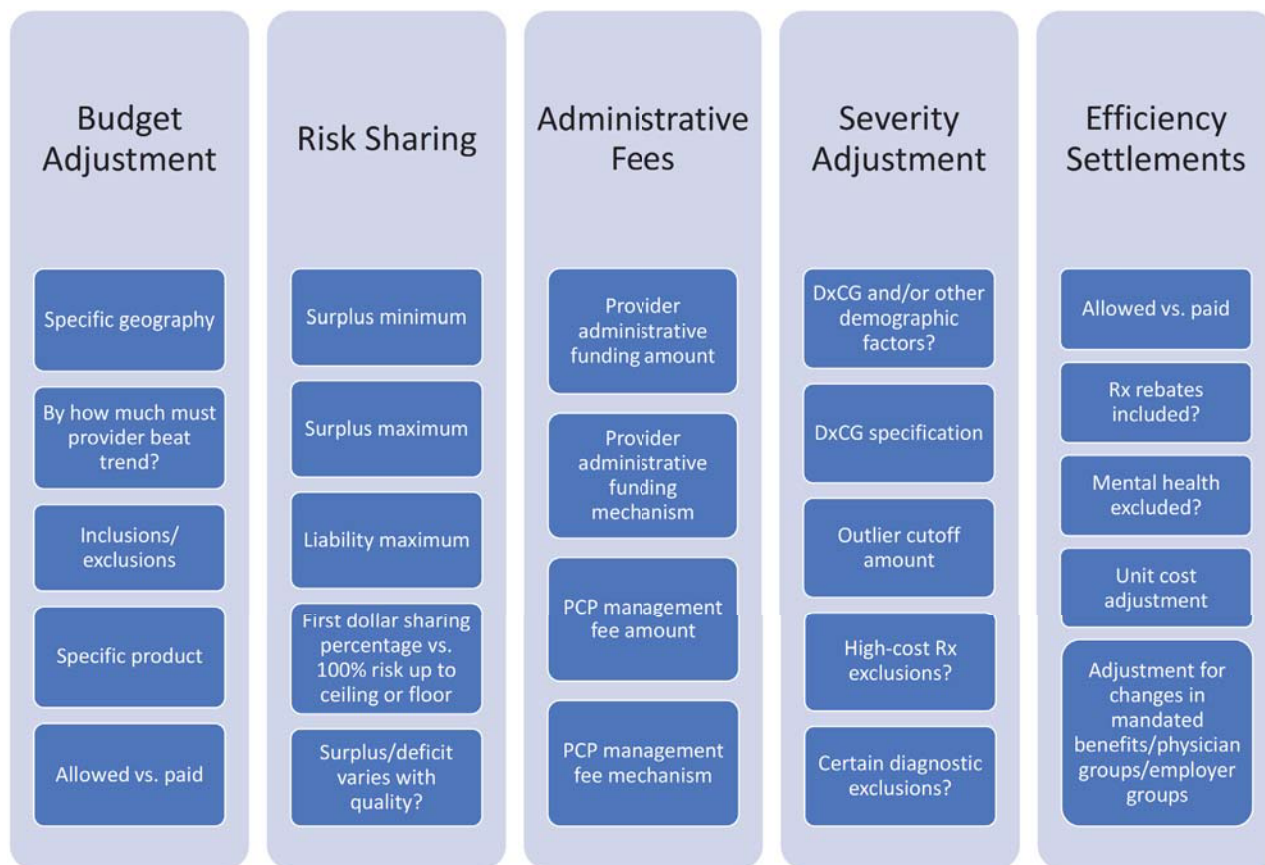 Budget
Adjustment
Specific geography
By how much must
provider beat
trend?
Inclusions/
exclusions
Specific product
Allowed vs. paid
Risk Sharing
Surplus minimum
Surplus maximum
Liability maximum
First dollar sharing
percentage vs.
100% risk up to
ceiling or floor
Surplus/deficit
varies with
quality?
Administrative
Fees
Provider
administrative
funding amount
Provider
administrative
funding
mechanism
PCP management
fee amount
PCP management
fee mechanism
Severity
Adjustment
DxCG and/or other
demographic
factors?
DxCG specification
Outlier cutoff
amount
High-cost Rx
exclusions?
Certain diagnostic
exclusions?
Efficiency
Settlements
Allowed vs. paid
Rx rebates
included?
Mental health
excluded?
Unit cost
adjustment
Adjustment for
changes in
mandated
benefits/physician
groups/employer
groups